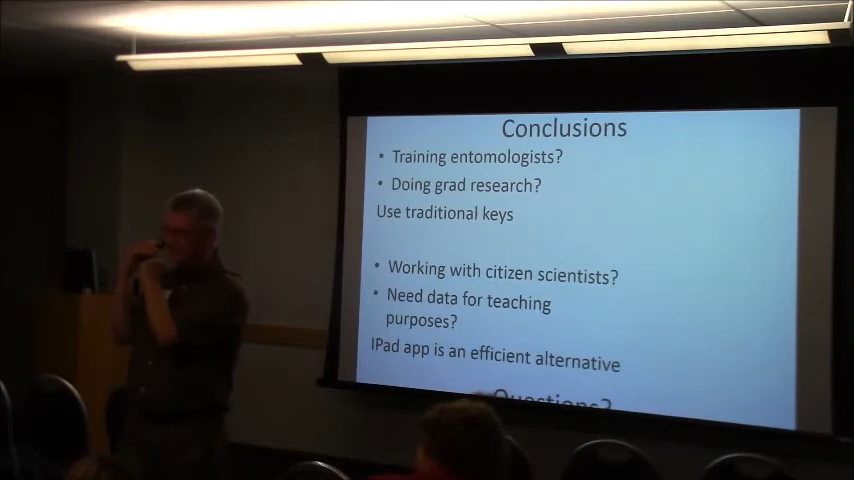 Conclusions
• Training entomologists?
• Doing grad research?
Use traditional keys
• Working with citizen scientists?
• Need data for teaching
purposes?
IPad app is an efficient alternative
Questions?